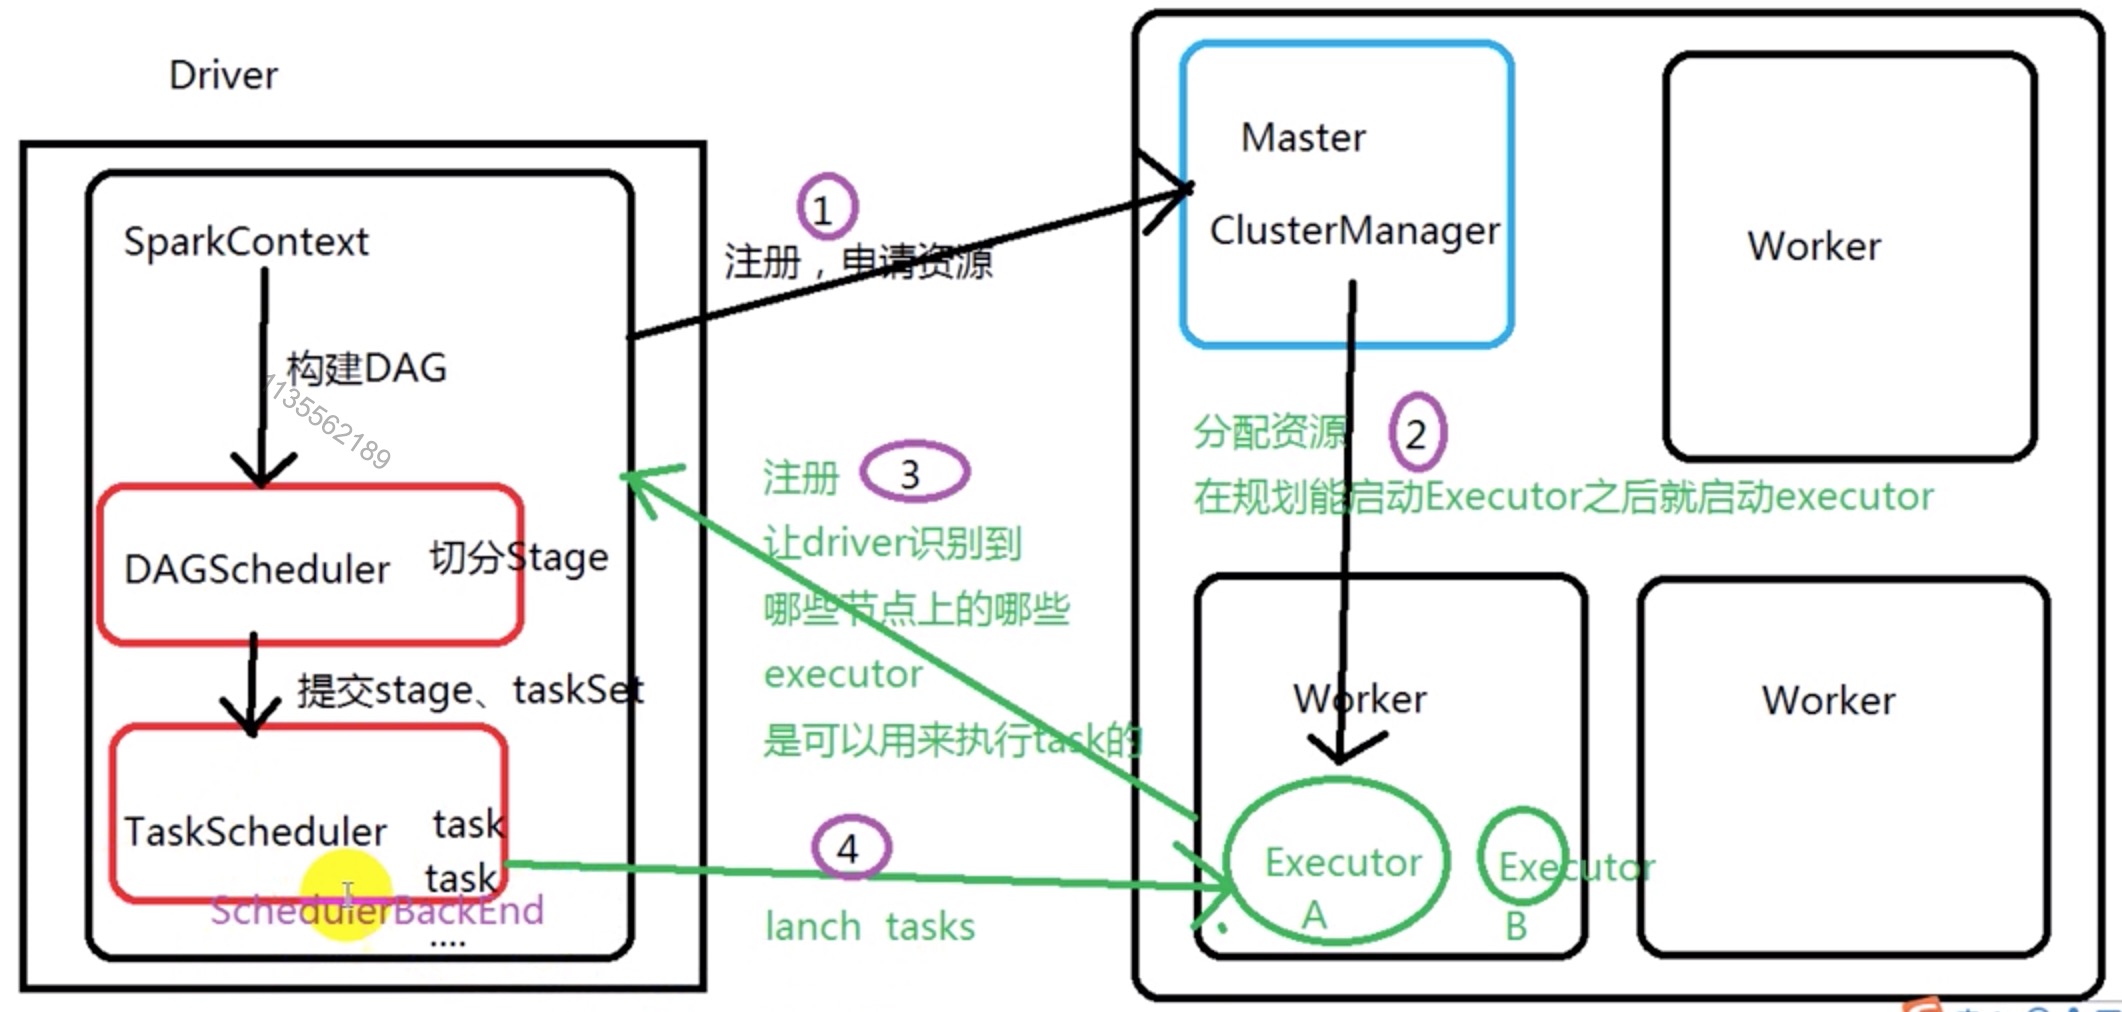 Driver
SparkContext
构建DAG
1135562189
DAGScheduler
切分Stage
提交stage、taskSet
TaskScheduler
task
task
SchedulerBackEnd
....
1
注册，申请资源
Master
ClusterManager
Worker
分配资源
2
在规划能启动Executor之后就启动executor
注册
3
让driver识别到
哪些节点上的哪些
executor
是可以用来执行task的
4
lanch tasks
Worker
Executor
A
Executor
B
Worker